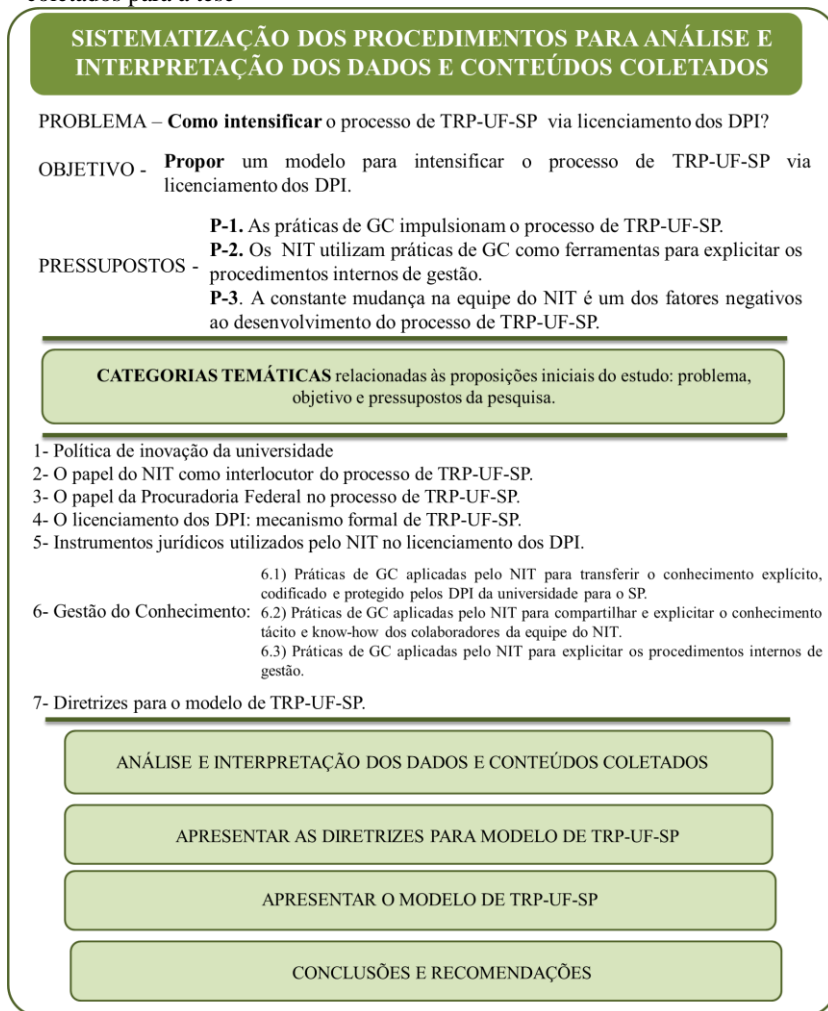 coletados para a tese
SISTEMATIZAÇÃO DOS PROCEDIMENTOS PARA ANÁLISE E
INTERPRETAÇÃO DOS DADOS E CONTEÚDOS COLETADOS
PROBLEMA – Como intensificar o processo de TRP-UF-SP via licenciamento dos DPI?
OBJETIVO - Propor um modelo para intensificar o processo de TRP-UF-SP via
licenciamento dos DPI.
PRESSUPOSTOS -
P-1. As práticas de GC impulsionam o processo de TRP-UF-SP.
P-2. Os NIT utilizam práticas de GC como ferramentas para explicitar os
procedimentos internos de gestão.
P-3. A constante mudança na equipe do NIT é um dos fatores negativos
ao desenvolvimento do processo de TRP-UF-SP.
CATEGORIAS TEMÁTICAS relacionadas às proposições iniciais do estudo: problema,
objetivo e pressupostos da pesquisa.
1- Política de inovação da universidade
2- O papel do NIT como interlocutor do processo de TRP-UF-SP.
3- O papel da Procuradoria Federal no processo de TRP-UF-SP.
4- O licenciamento dos DPI: mecanismo formal de TRP-UF-SP.
5- Instrumentos jurídicos utilizados pelo NIT no licenciamento dos DPI.
6- Gestão do Conhecimento:
6.1) Práticas de GC aplicadas pelo NIT para transferir o conhecimento explícito,
codificado e protegido pelos DPI da universidade para o SP.
6.2) Práticas de GC aplicadas pelo NIT para compartilhar e explicitar o conhecimento
tácito e know-how dos colaboradores da equipe do NIT.
6.3) Práticas de GC aplicadas pelo NIT para explicitar os procedimentos internos de
gestão.
7- Diretrizes para o modelo de TRP-UF-SP.
ANÁLISE E INTERPRETAÇÃO DOS DADOS E CONTEÚDOS COLETADOS
APRESENTAR AS DIRETRIZES PARA MODELO DE TRP-UF-SP
APRESENTAR O MODELO DE TRP-UF-SP
CONCLUSÕES E RECOMENDAÇÕES